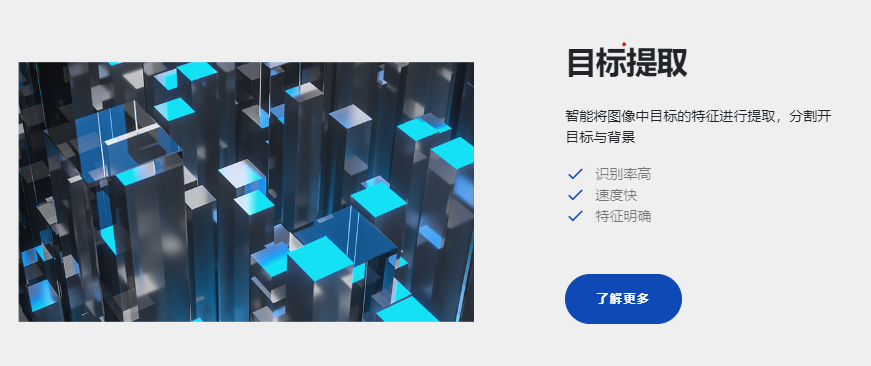 目标提取
智能将图像中目标的特征进行提取，分割开
目标与背景
识别率高
速度快
特征明确
了解更多